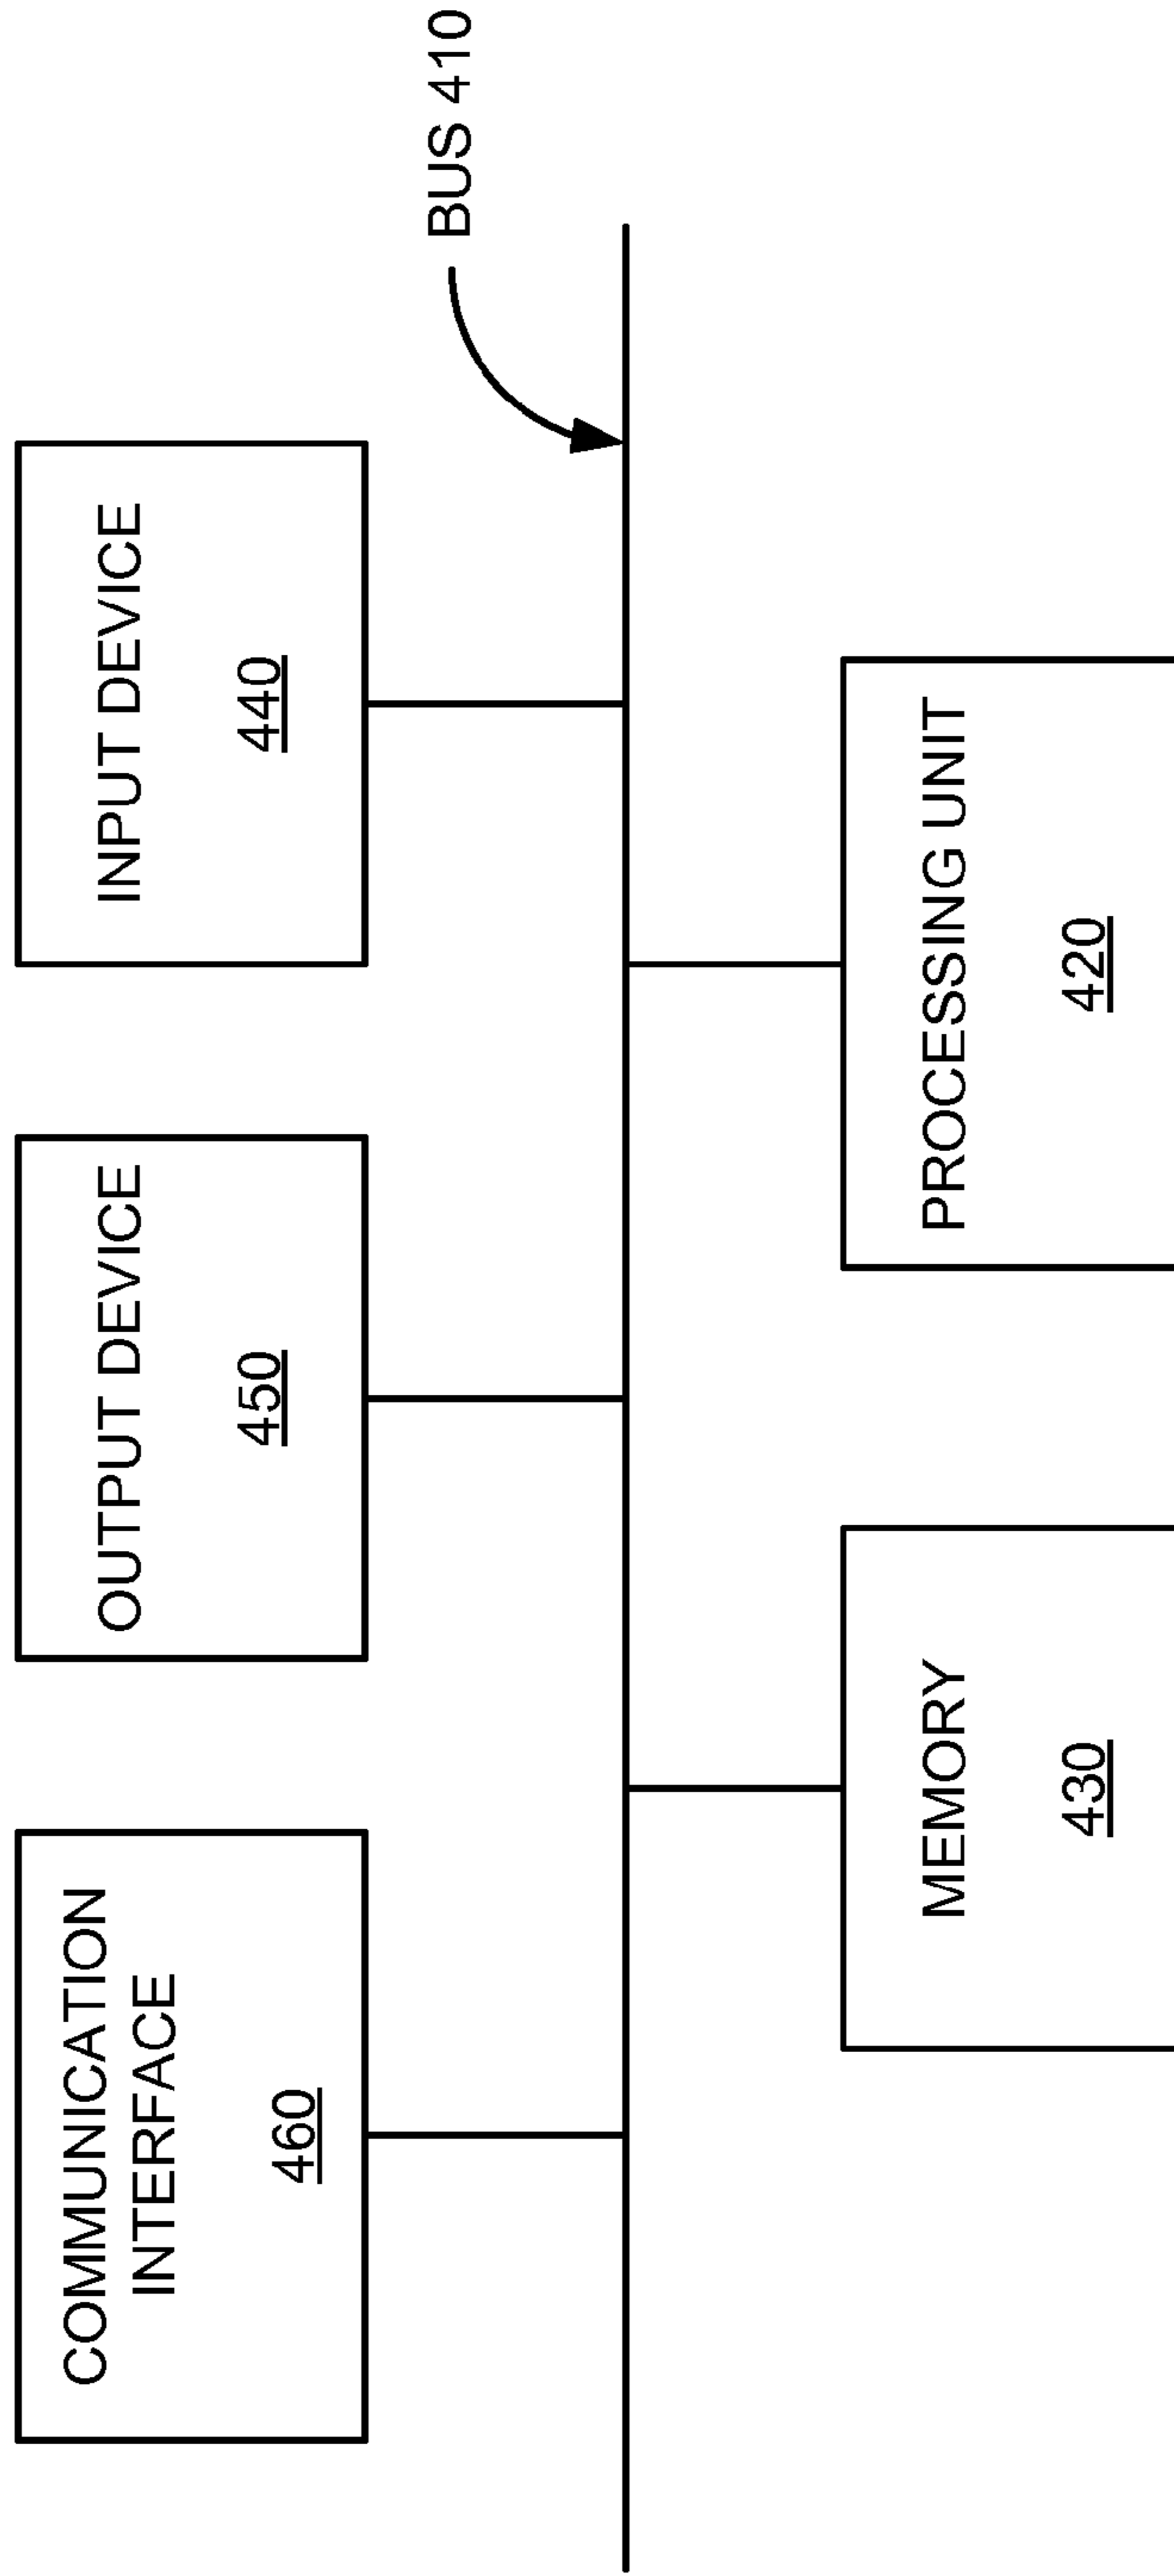 COMMUNICATION
INTERFACE
460
OUTPUT DEVICE
450
INPUT DEVICE
440
BUS 410
MEMORY
430
PROCESSING UNIT
420